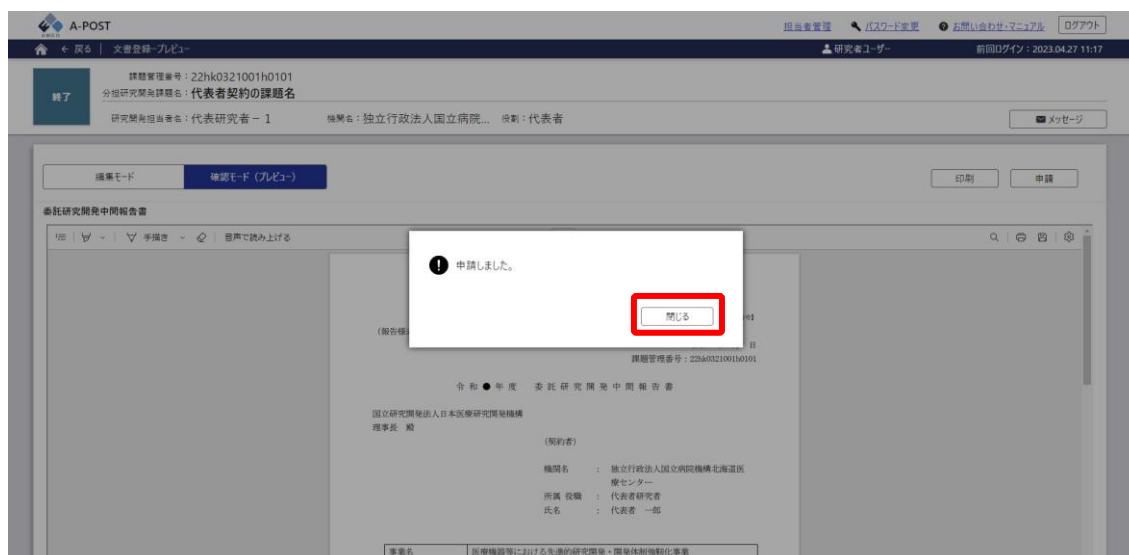 A-POST
担当者管理 パスワード変更 お問い合わせ・マニュアル ログアウト
← 戻る 文書登録-プレビュー 研究者ユーザー 前回ログイン：2023.04.27 11:17
終了
課題管理番号：22hk0321001h0101
分担研究開発課題名：代表者契約の課題名
研究開発担当者名：代表研究者－1 機関名：独立行政法人国立病院... 役割：代表者 メッセージ
編集モード 確認モード（プレビュー） 印刷 申請
委託研究開発中間報告書
手描き 音声で読み上げる
申請しました。
閉じる
（報告様
日
課題管理番号：22hk0321001h0101
令和●年度 委託研究開発中間報告書
国立研究開発法人日本医療研究開発機構
理事長 殿
（契約者）
機関名 ： 独立行政法人国立病院機構北海道医
療センター
所属 役職 ： 代表者研究者
氏名 ： 代表者 一郎
事業名 医療機器等における先進的研究開発・開発体制強靭化事業